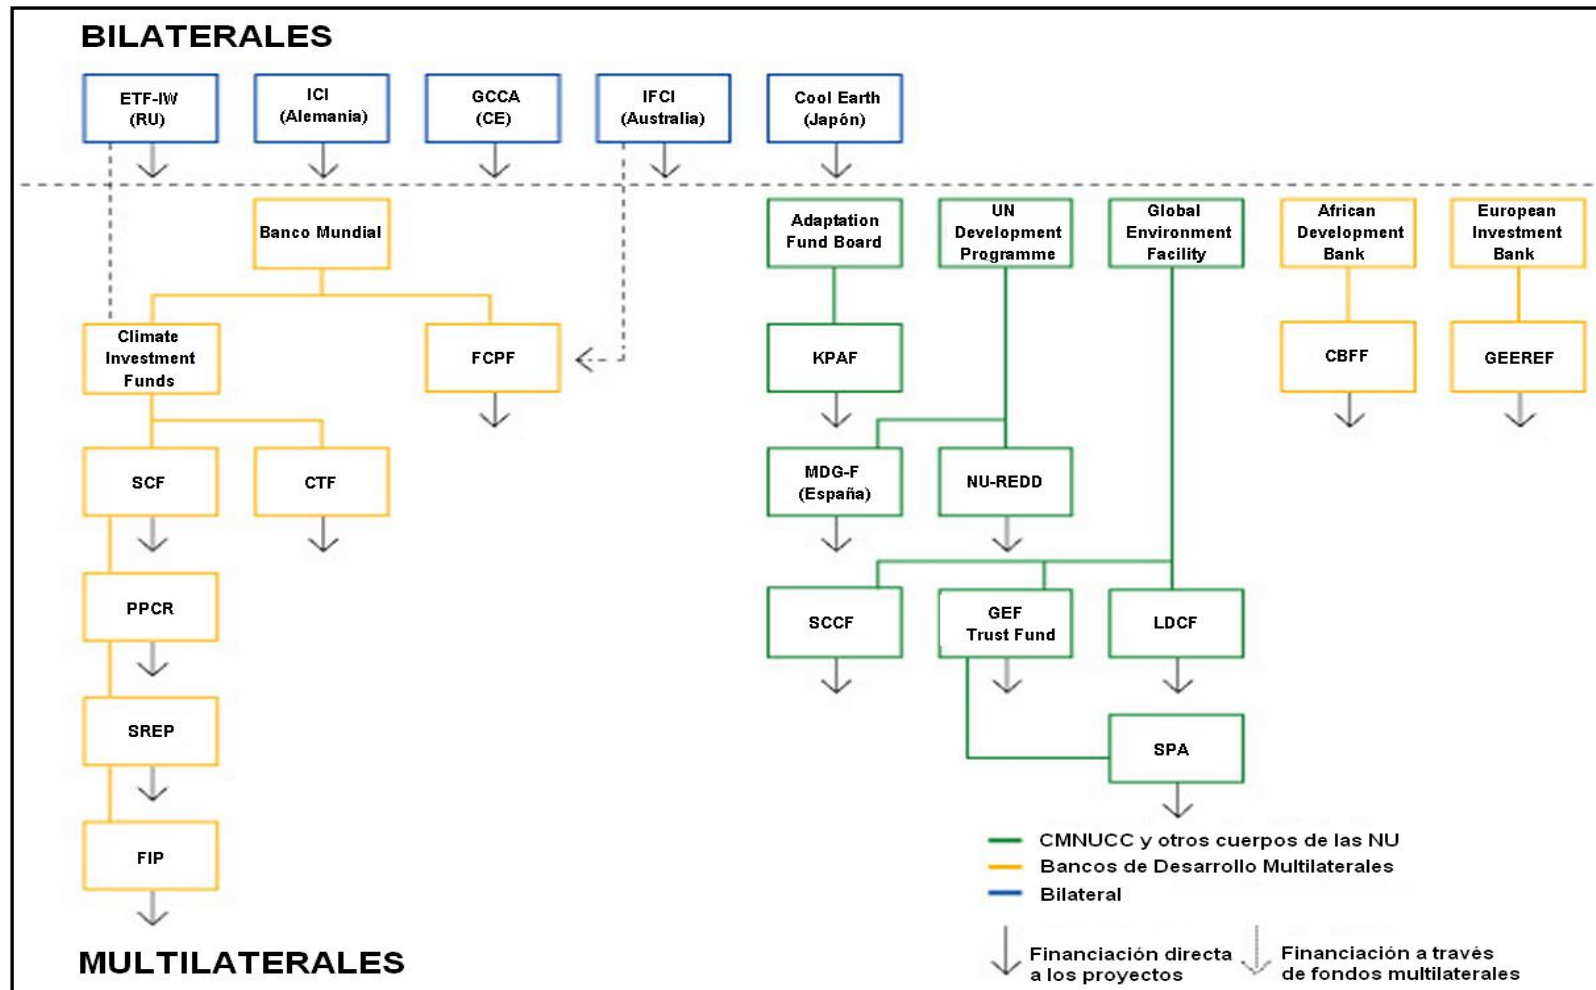 BILATERALES
ETF-IW
(RU)
ICI
(Alemania)
GCCA
(CE)
IFCI
(Australia)
Cool Earth
(Japón)
Banco Mundial
Adaptation
Fund Board
UN
Development
Programme
Global
Environment
Facility
African
Development
Bank
European
Investment
Bank
Climate
Investment
Funds
FCPF
KPAF
CBFF
GEEREF
SCF
CTF
MDG-F
(España)
NU-REDD
PPCR
SCCF
GEF
Trust Fund
LDCF
SREP
SPA
FIP
CMNUCC y otros cuerpos de las NU
Bancos de Desarrollo Multilaterales
Bilateral
MULTILATERALES
Financiación directa
a los proyectos
Financiación a través
de fondos multilaterales